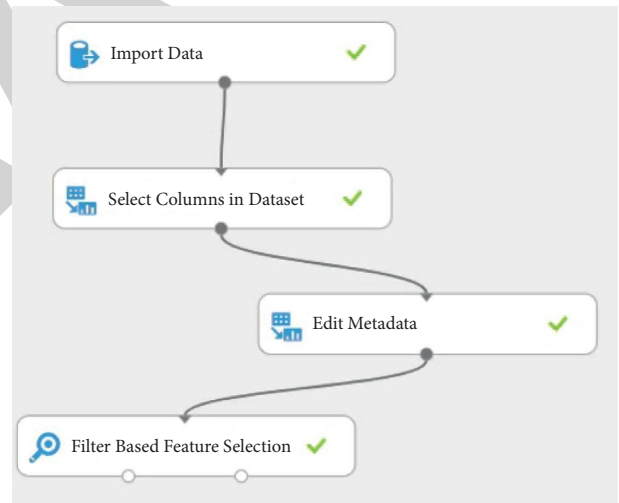 Import Data
Select Columns in Dataset
Edit Metadata
Filter Based Feature Selection